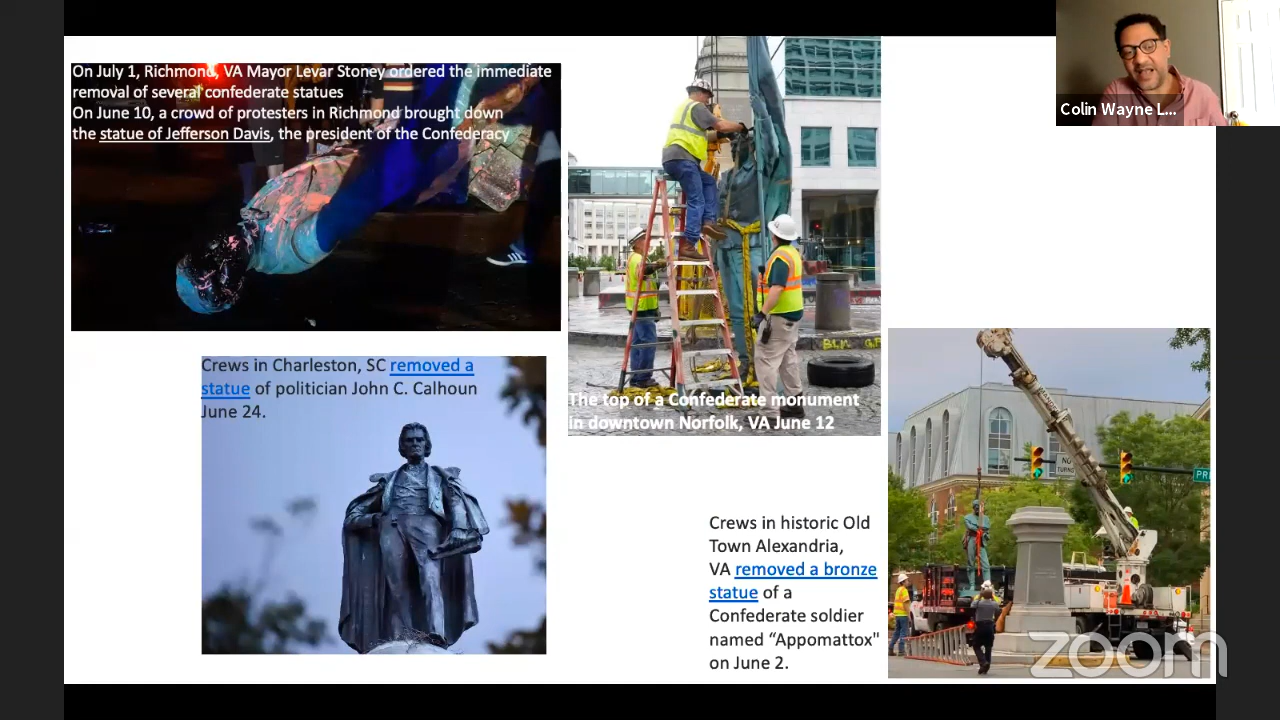 On July 1, Richmond, VA Mayor Levar Stoney ordered the immediate
removal of several confederate statues
On June 10, a crowd of protesters in Richmond brought down
the statue of Jefferson Davis, the president of the Confederacy
Colin Wayne L...
Crews in Charleston, SC removed a
statue of politician John C. Calhoun
June 24.
BLM
The top of a Confederate monument
in downtown Norfolk, VA June 12
Crews in historic Old
Town Alexandria,
VA removed a bronze
statue of a
Confederate soldier
named “Appomattox"
on June 2.
NO
TURN
PR
zoom